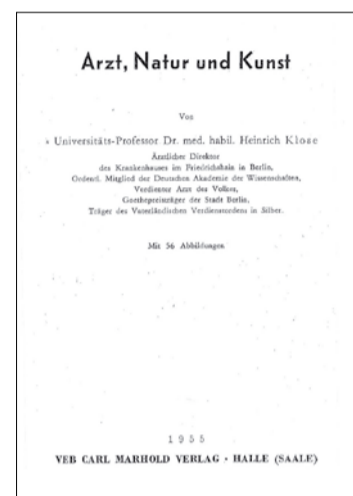 Arzt, Natur und Kunst
Von
Universitäts-Professor Dr. med. habil. Heinrich Klose
Ärztlicher Direktor
des Krankenhauses im Friedrichshain in Berlin,
Ordentl. Mitglied der Deutschen Akademie der Wissenschaften,
Verdienter Arzt des Volkes,
Goethepreisträger der Stadt Berlin,
Träger des Vaterländischen Verdienstordens in Silber.
Mit 56 Abbildungen
1955
VEB CARL MARHOLD VERLAG · HALLE (SAALE)